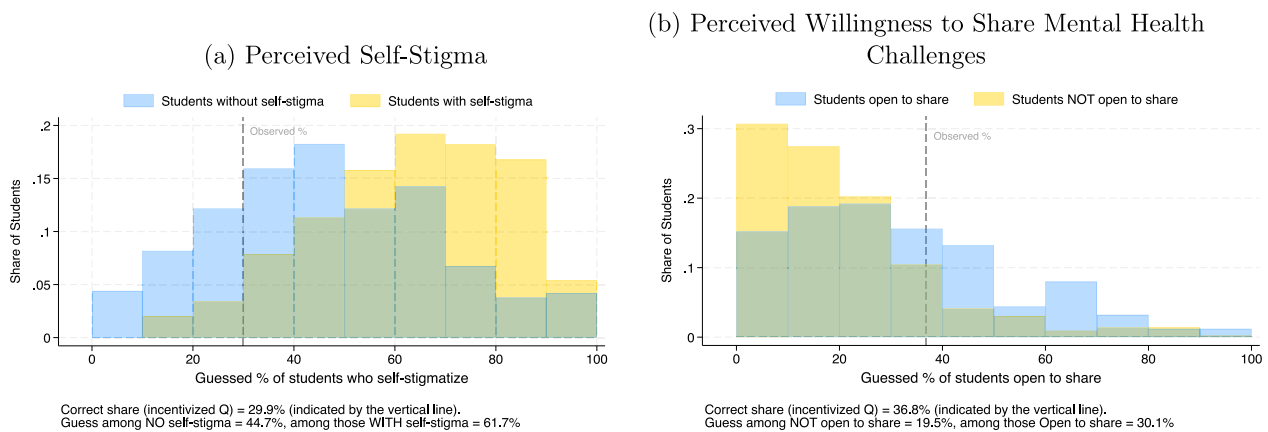 (a) Perceived Self-Stigma
Students without self-stigma
Students with self-stigma
Observed %
.2
.15
.1
.05
0
Share of Students
0
20
40
60
80
100
Guessed % of students who self-stigmatize
Correct share (incentivized Q) = 29.9% (indicated by the vertical line).
Guess among NO self-stigma = 44.7%, among those WITH self-stigma = 61.7%
(b) Perceived Willingness to Share Mental Health
Challenges
Students open to share
Students NOT open to share
Observed %
.3
.2
.1
0
Share of Students
0
20
40
60
80
100
Guessed % of students open to share
Correct share (incentivized Q) = 36.8% (indicated by the vertical line).
Guess among NOT open to share = 19.5%, among those Open to share = 30.1%